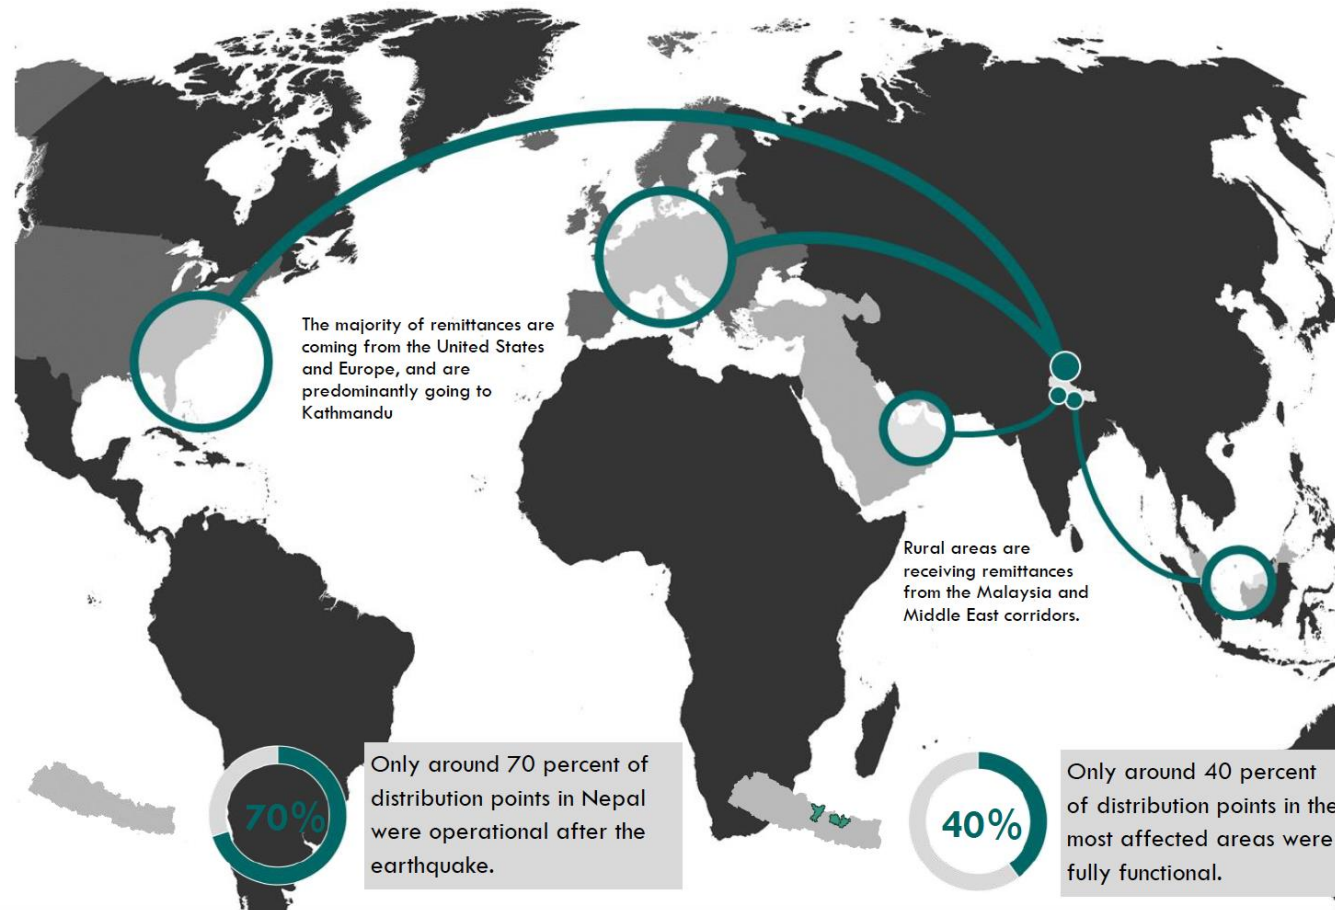 The majority of remittances are
coming from the United States
and Europe, and are
predominantly going to
Kathmandu
Rural areas are
receiving remittances
from the Malaysia and
Middle East corridors.
70%
Only around 70 percent of
distribution points in Nepal
were operational after the
earthquake.
40%
Only around 40 percent
of distribution points in the
most affected areas were
fully functional.